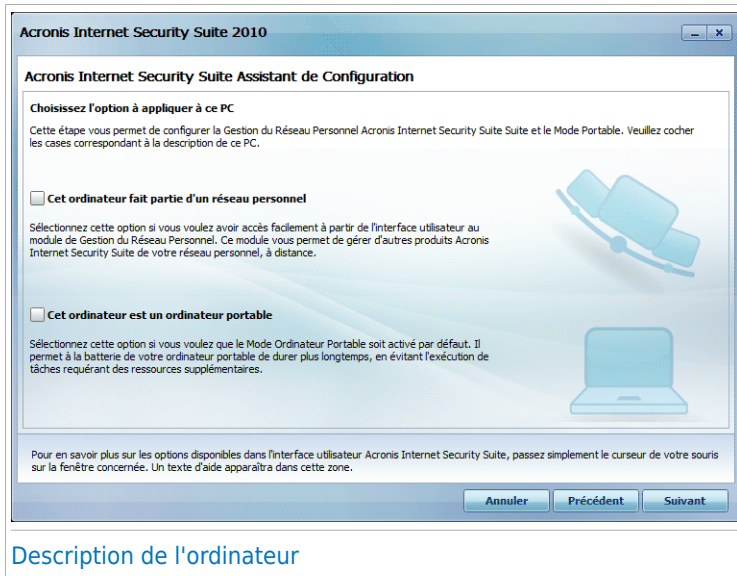 Acronis Internet Security Suite 2010
Acronis Internet Security Suite Assistant de Configuration
Choisissez l'option à appliquer à ce PC
Cette étape vous permet de configurer la Gestion du Réseau Personnel Acronis Internet Security Suite Suite et le Mode Portable. Veuillez cocher
les cases correspondant à la description de ce PC.
Cet ordinateur fait partie d'un réseau personnel
Sélectionnez cette option si vous voulez avoir accès facilement à partir de l'interface utilisateur au
module de Gestion du Réseau Personnel. Ce module vous permet de gérer d'autres produits Acronis
Internet Security Suite de votre réseau personnel, à distance.
Cet ordinateur est un ordinateur portable
Sélectionnez cette option si vous voulez que le Mode Ordinateur Portable soit activé par défaut. Il
permet à la batterie de votre ordinateur portable de durer plus longtemps, en évitant l'exécution de
tâches requérant des ressources supplémentaires.
Pour en savoir plus sur les options disponibles dans l'interface utilisateur Acronis Internet Security Suite, passez simplement le curseur de votre souris
sur la fenêtre concernée. Un texte d'aide apparaîtra dans cette zone.
Annuler Précédent Suivant
Description de l'ordinateur